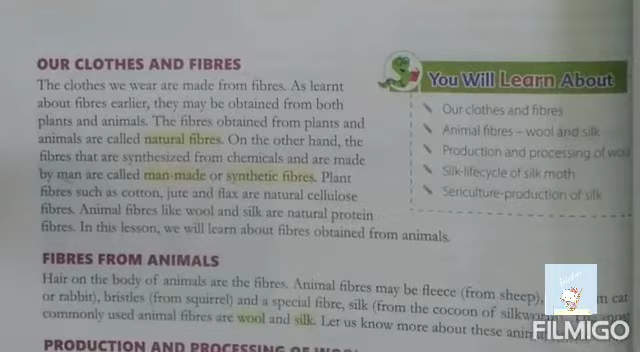 OUR CLOTHES AND FIBRES
The clothes we wear are made from fibres. As learnt
about fibres earlier, they may be obtained from both
plants and animals. The fibres obtained from plants and
animals are called natural fibres. On the other hand, the
fibres that are synthesized from chemicals and are made
by man are called man-made or synthetic fibres. Plant
fibres such as cotton, jute and flax are natural cellulose
fibres. Animal fibres like wool and silk are natural protein
fibres. In this lesson, we will learn about fibres obtained from animals.
You Will Learn About
Our clothes and fibres
Animal fibres – wool and silk
Production and processing of
Silk-lifecycle of silk moth
Sericulture-production of silk
FIBRES FROM ANIMALS
Hair on the body of animals are the fibres. Animal fibres may be fleece (from sheep),
or rabbit), bristles (from squirrel) and a special fibre, silk (from the cocoon of
commonly used animal fibres are wool and silk. Let us know more about these
PRODUCTION AND PROCESSING OF
FILMIGO